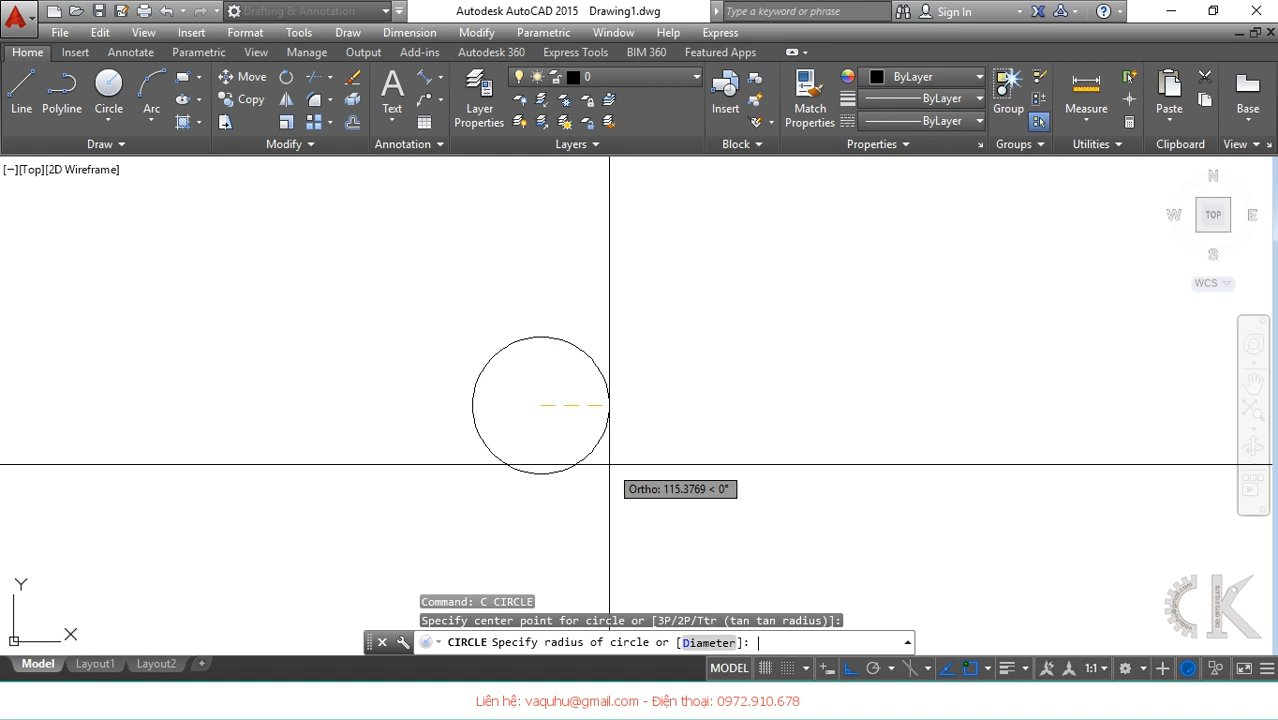 Drafting & Annotation
Autodesk AutoCAD 2015 Drawing1.dwg
Type a keyword or phrase
Sign In
File Edit View Insert Format Tools Draw Dimension Modify Parametric Window Help Express
Home Insert Annotate Parametric View Manage Output Add-ins Autodesk 360 Express Tools BIM 360 Featured Apps
Line Polyline Circle Arc
Move
Copy
Text
Layer Properties
0
Insert
Match Properties
ByLayer
ByLayer
ByLayer
Group
Measure
Paste
Base
Draw Modify Annotation Layers Block Properties Groups Utilities Clipboard View
[−][Top][2D Wireframe]
N
W TOP E
S
WCS
Ortho: 115.3769 < 0°
Y
X
Command: C CIRCLE
Specify center point for circle or [3P/2P/Ttr (tan tan radius)]:
CIRCLE Specify radius of circle or [Diameter]:
Model Layout1 Layout2 +
MODEL
1:1
Liên hệ: vaquhu@gmail.com - Điện thoại: 0972.910.678